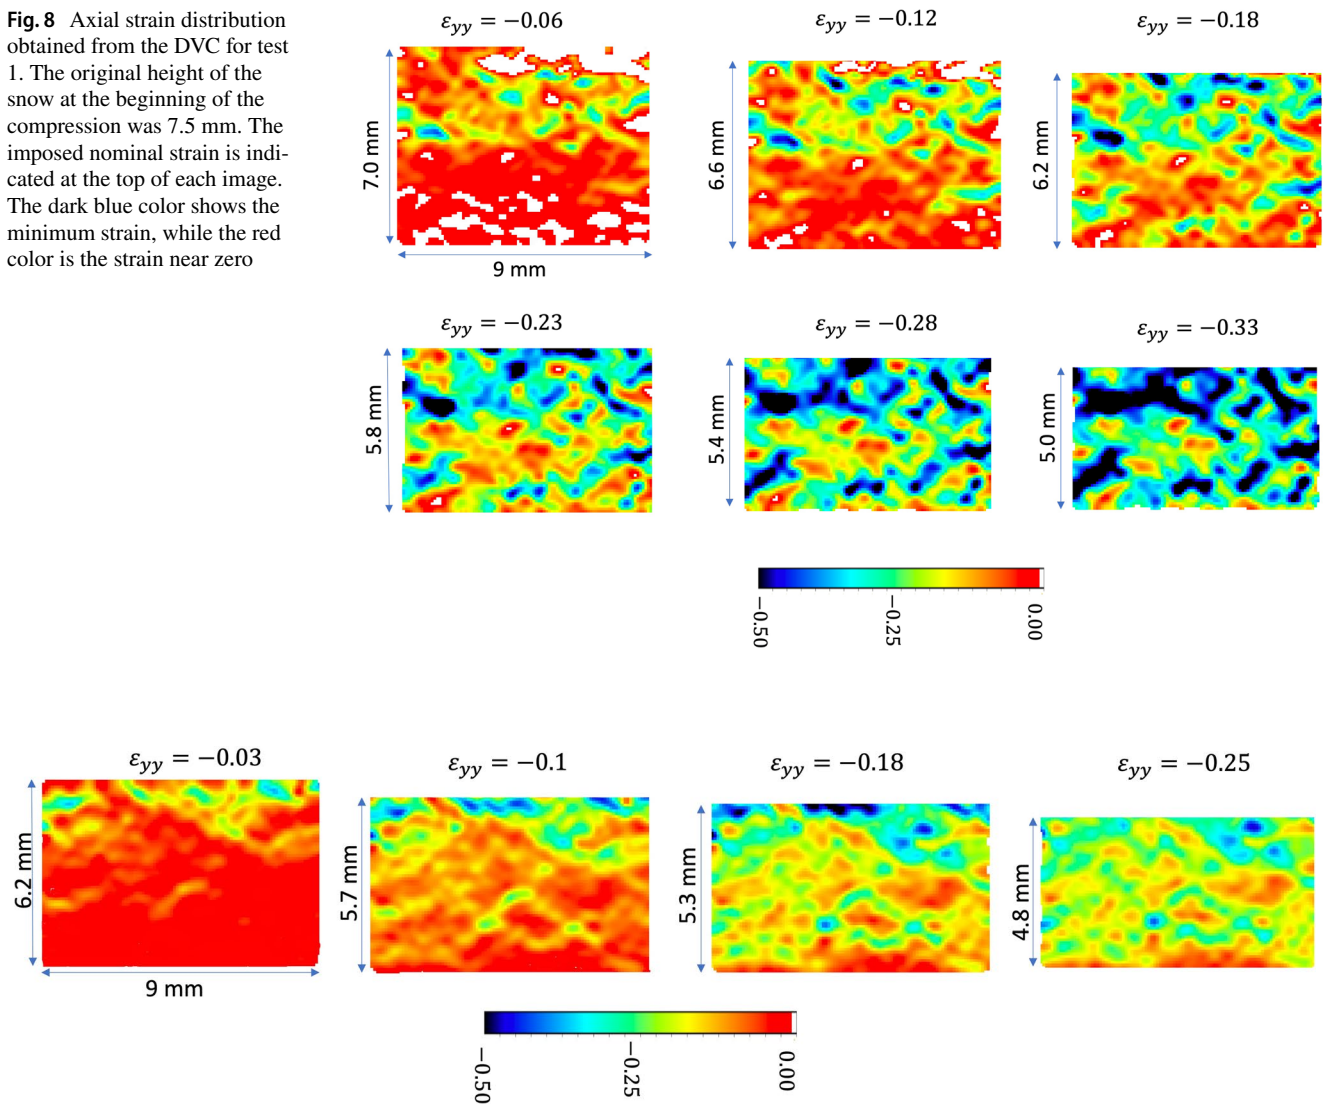 Fig. 8 Axial strain distribution
obtained from the DVC for test
1. The original height of the
snow at the beginning of the
compression was 7.5 mm. The
imposed nominal strain is indi-
cated at the top of each image.
The dark blue color shows the
minimum strain, while the red
color is the strain near zero
εyy = −0.06
εyy = −0.12
εyy = −0.18
7.0 mm
6.6 mm
6.2 mm
9 mm
εyy = −0.23
εyy = −0.28
εyy = −0.33
5.8 mm
5.4 mm
5.0 mm
−0.50
−0.25
0.00
εyy = −0.03
εyy = −0.1
εyy = −0.18
εyy = −0.25
6.2 mm
5.7 mm
5.3 mm
4.8 mm
9 mm
−0.50
−0.25
0.00